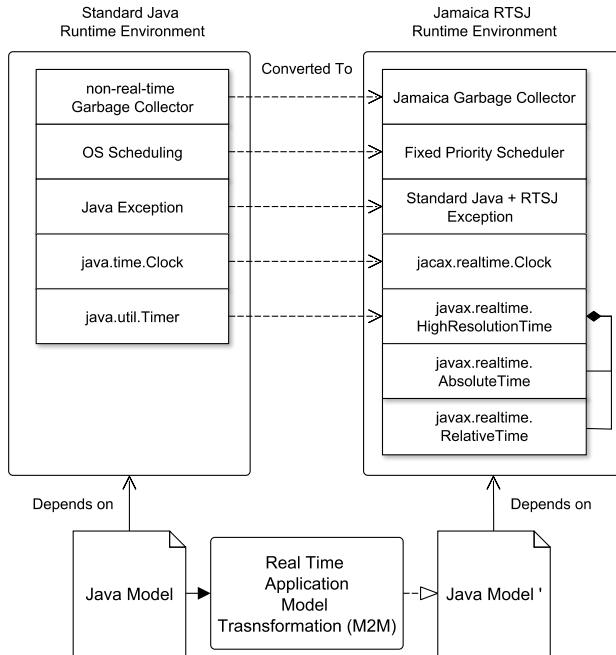 Standard Java
Runtime Environment
Jamaica RTSJ
Runtime Environment
Converted To
non-real-time
Garbage Collector
Jamaica Garbage Collector
OS Scheduling
Fixed Priority Scheduler
Java Exception
Standard Java + RTSJ
Exception
java.time.Clock
jacax.realtime.Clock
java.util.Timer
javax.realtime.
HighResolutionTime
javax.realtime.
AbsoluteTime
javax.realtime.
RelativeTime
Depends on
Depends on
Java Model
Real Time
Application
Model
Trasnsformation (M2M)
Java Model '